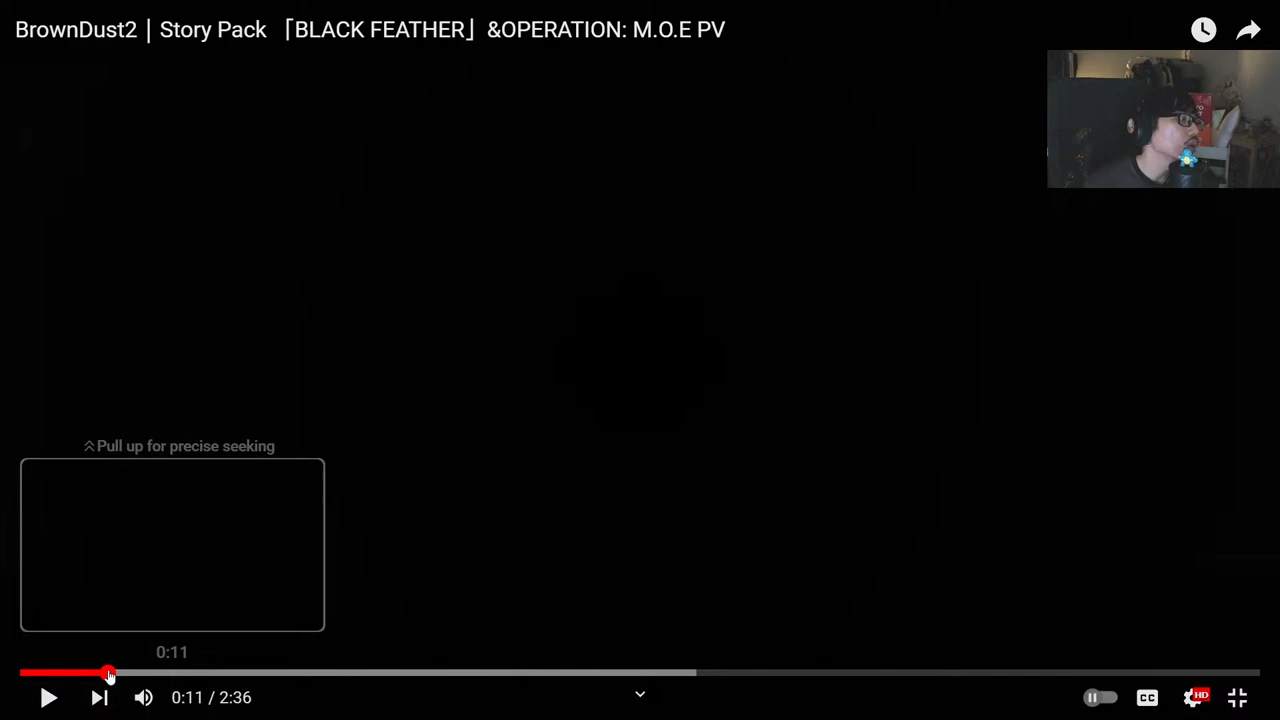 BrownDust2｜Story Pack 「BLACK FEATHER」&OPERATION: M.O.E PV
Pull up for precise seeking
0:11
0:11 / 2:36
CC
HD